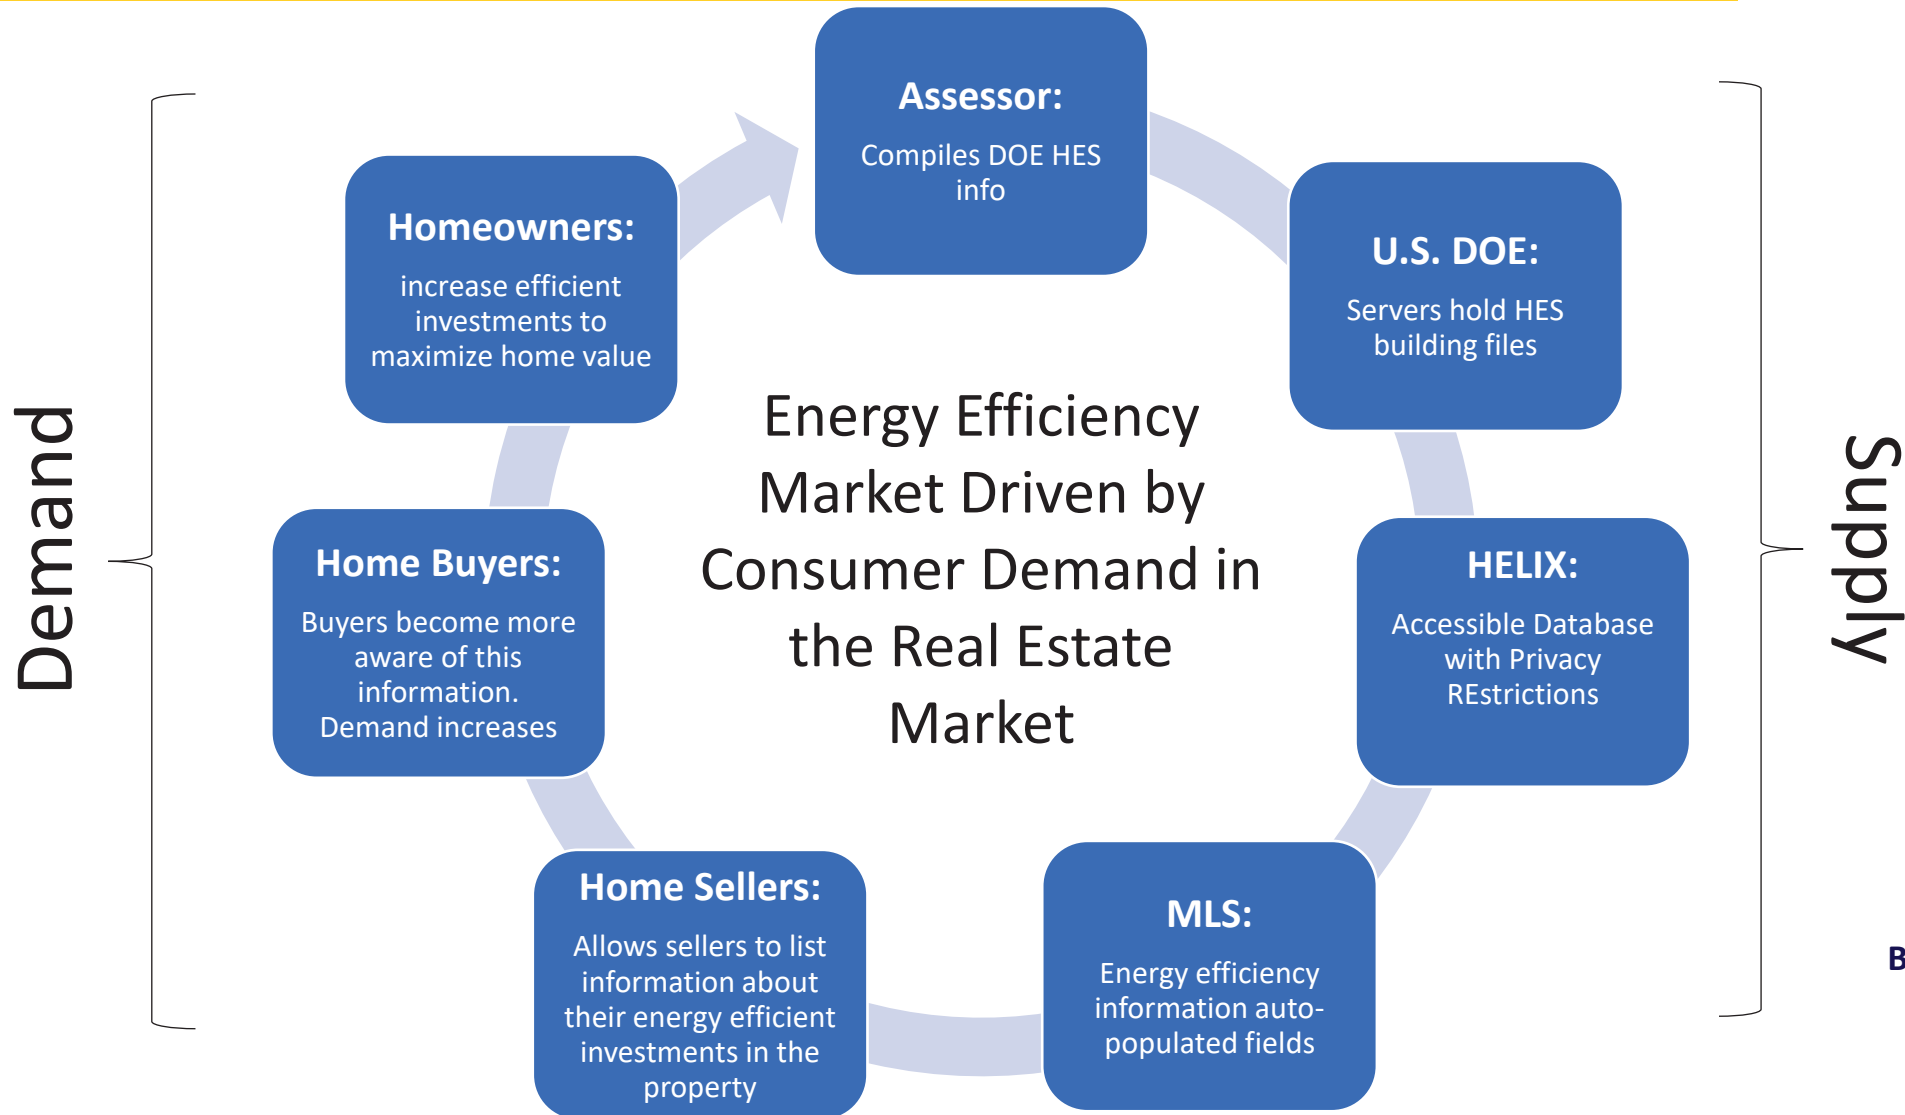 Assessor:
Compiles DOE HES
info
U.S. DOE:
Servers hold HES
building files
HELIX:
Accessible Database
with Privacy
REstrictions
MLS:
Energy efficiency
information auto-
populated fields
Home Sellers:
Allows sellers to list
information about
their energy efficient
investments in the
property
Home Buyers:
Buyers become more
aware of this
information.
Demand increases
Homeowners:
increase efficient
investments to
maximize home value
Energy Efficiency
Market Driven by
Consumer Demand in
the Real Estate
Market
Demand
Supply
B